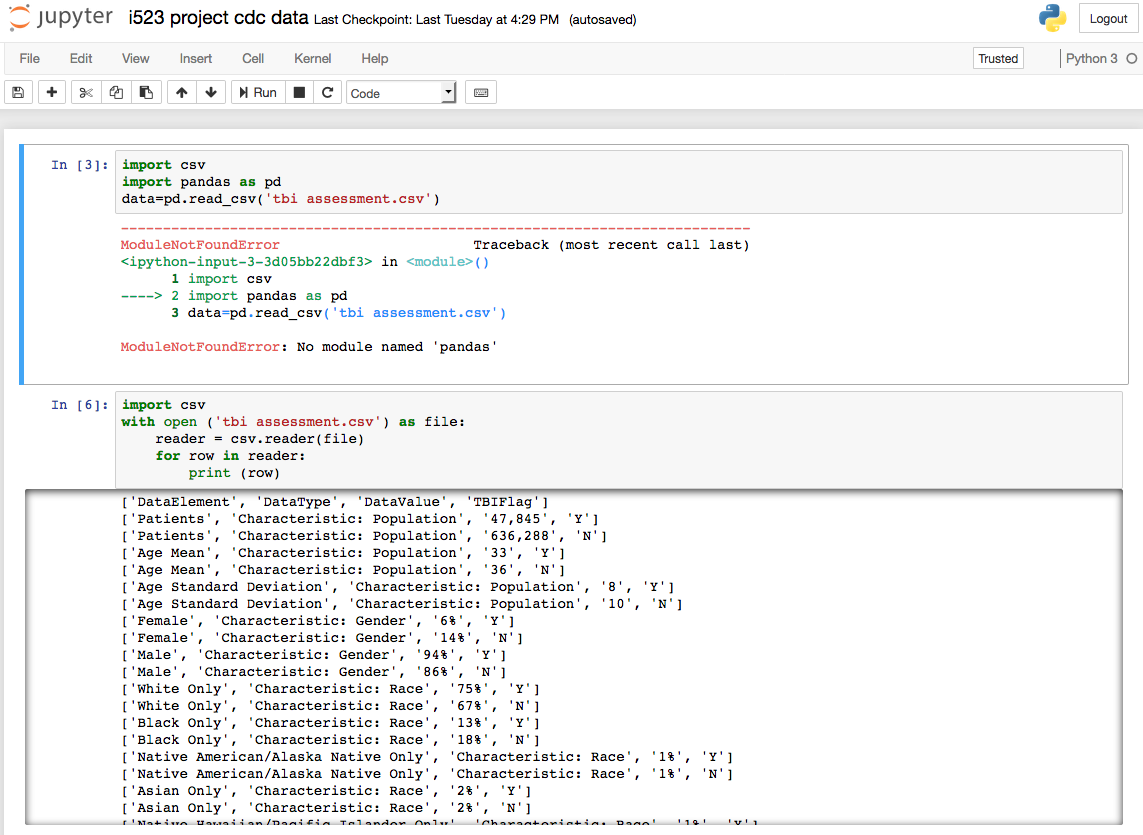 jupyter i523 project cdc data Last Checkpoint: Last Tuesday at 4:29 PM (autosaved) Logout
File Edit View Insert Cell Kernel Help Trusted Python 3
Run Code
In [3]: import csv
import pandas as pd
data=pd.read_csv('tbi assessment.csv')
---------------------------------------------------------------------------
ModuleNotFoundError Traceback (most recent call last)
<ipython-input-3-3d05bb22dbf3> in <module>()
1 import csv
----> 2 import pandas as pd
3 data=pd.read_csv('tbi assessment.csv')
ModuleNotFoundError: No module named 'pandas'
In [6]: import csv
with open ('tbi assessment.csv') as file:
reader = csv.reader(file)
for row in reader:
print (row)
['DataElement', 'DataType', 'DataValue', 'TBIFlag']
['Patients', 'Characteristic: Population', '47,845', 'Y']
['Patients', 'Characteristic: Population', '636,288', 'N']
['Age Mean', 'Characteristic: Population', '33', 'Y']
['Age Mean', 'Characteristic: Population', '36', 'N']
['Age Standard Deviation', 'Characteristic: Population', '8', 'Y']
['Age Standard Deviation', 'Characteristic: Population', '10', 'N']
['Female', 'Characteristic: Gender', '6%', 'Y']
['Female', 'Characteristic: Gender', '14%', 'N']
['Male', 'Characteristic: Gender', '94%', 'Y']
['Male', 'Characteristic: Gender', '86%', 'N']
['White Only', 'Characteristic: Race', '75%', 'Y']
['White Only', 'Characteristic: Race', '67%', 'N']
['Black Only', 'Characteristic: Race', '13%', 'Y']
['Black Only', 'Characteristic: Race', '18%', 'N']
['Native American/Alaska Native Only', 'Characteristic: Race', '1%', 'Y']
['Native American/Alaska Native Only', 'Characteristic: Race', '1%', 'N']
['Asian Only', 'Characteristic: Race', '2%', 'Y']
['Asian Only', 'Characteristic: Race', '2%', 'N']
['Native Hawaiian/Pacific Islander Only', 'Characteristic: Race', '1%', 'Y']